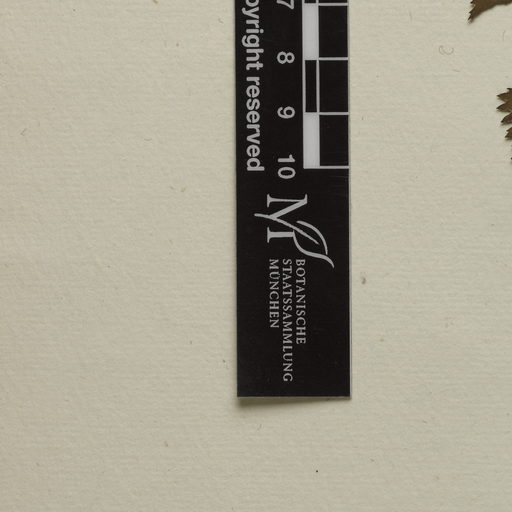 pyright reserved
7
8
9
10
M
BOTANISCHE
STAATSSAMMLUNG
MÜNCHEN